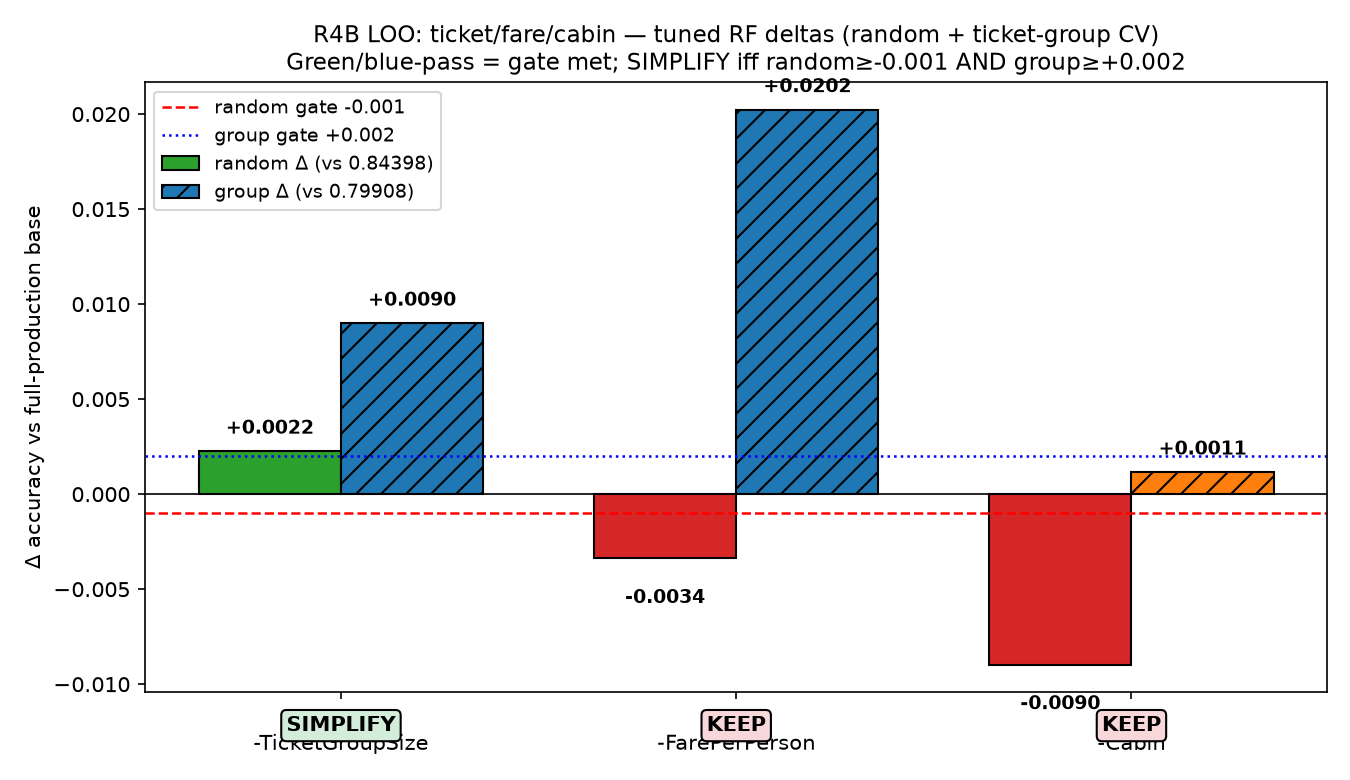 R4B LOO: ticket/fare/cabin — tuned RF deltas (random + ticket-group CV)
Green/blue-pass = gate met; SIMPLIFY iff random≥-0.001 AND group≥+0.002
random gate -0.001
group gate +0.002
random Δ (vs 0.84398)
group Δ (vs 0.79908)
Δ accuracy vs full-production base
0.020
0.015
0.010
0.005
0.000
−0.005
−0.010
+0.0022
+0.0090
-0.0034
+0.0202
-0.0090
+0.0011
SIMPLIFY
KEEP
KEEP
-TicketGroupSize
-FarePerPerson
-Cabin